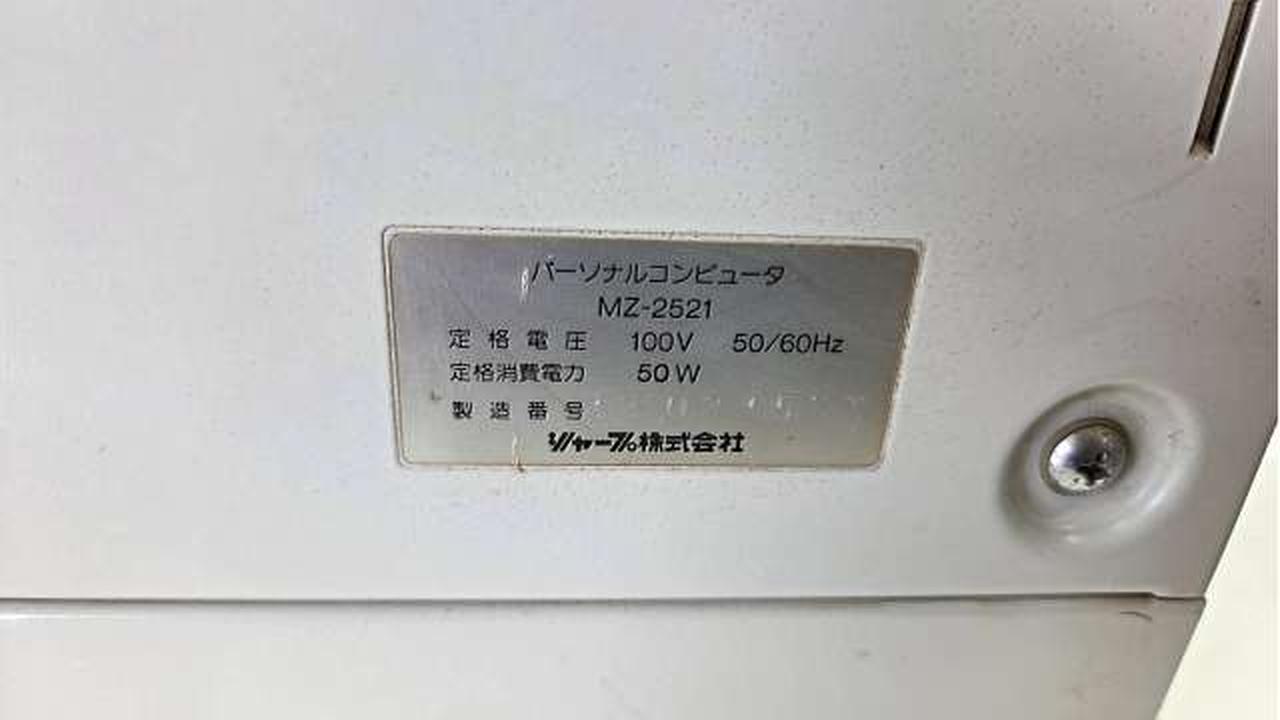 パーソナルコンピュータ
MZ-2521
定格電圧 100V 50/60Hz
定格消費電力 50W
製造番号
シャープ株式会社